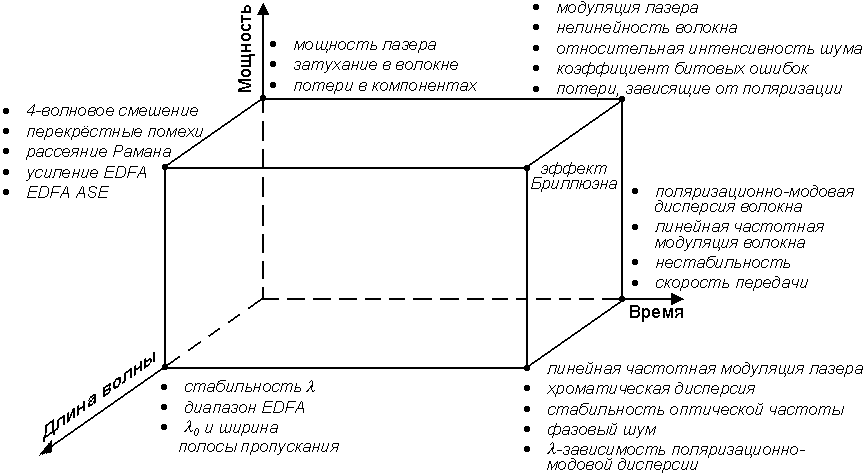 Мощность
• мощность лазера
• затухание в волокне
• потери в компонентах
• модуляция лазера
• нелинейность волокна
• относительная интенсивность шума
• коэффициент битовых ошибок
• потери, зависящие от поляризации
• 4-волновое смешение
• перекрёстные помехи
• рассеяние Рамана
• усиление EDFA
• EDFA ASE
эффект
Бриллюэна
• поляризационно-модовая
дисперсия волокна
• линейная частотная
модуляция волокна
• нестабильность
• скорость передачи
Время
Длина волны
• стабильность λ
• диапазон EDFA
• λ₀ и ширина
полосы пропускания
• линейная частотная модуляция лазера
• хроматическая дисперсия
• стабильность оптической частоты
• фазовый шум
• λ-зависимость поляризационно-
модовой дисперсии